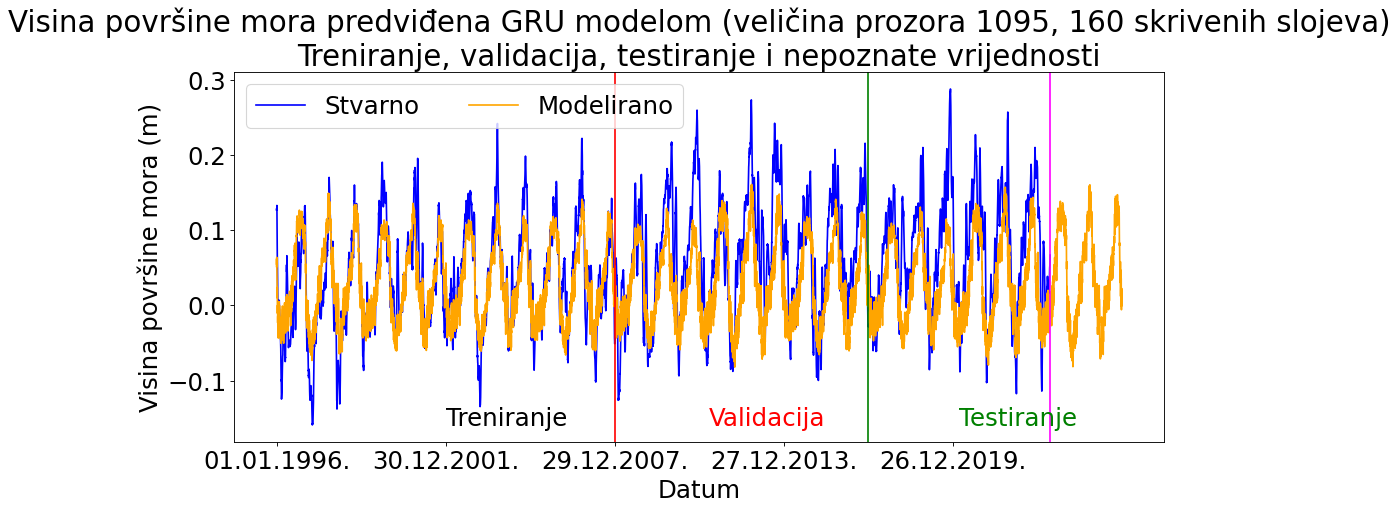 Visina površine mora predviđena GRU modelom (veličina prozora 1095, 160 skrivenih slojeva)
Treniranje, validacija, testiranje i nepoznate vrijednosti
Stvarno
Modelirano
Visina površine mora (m)
0.3
0.2
0.1
0.0
−0.1
Treniranje
Validacija
Testiranje
01.01.1996.
30.12.2001.
29.12.2007.
27.12.2013.
26.12.2019.
Datum